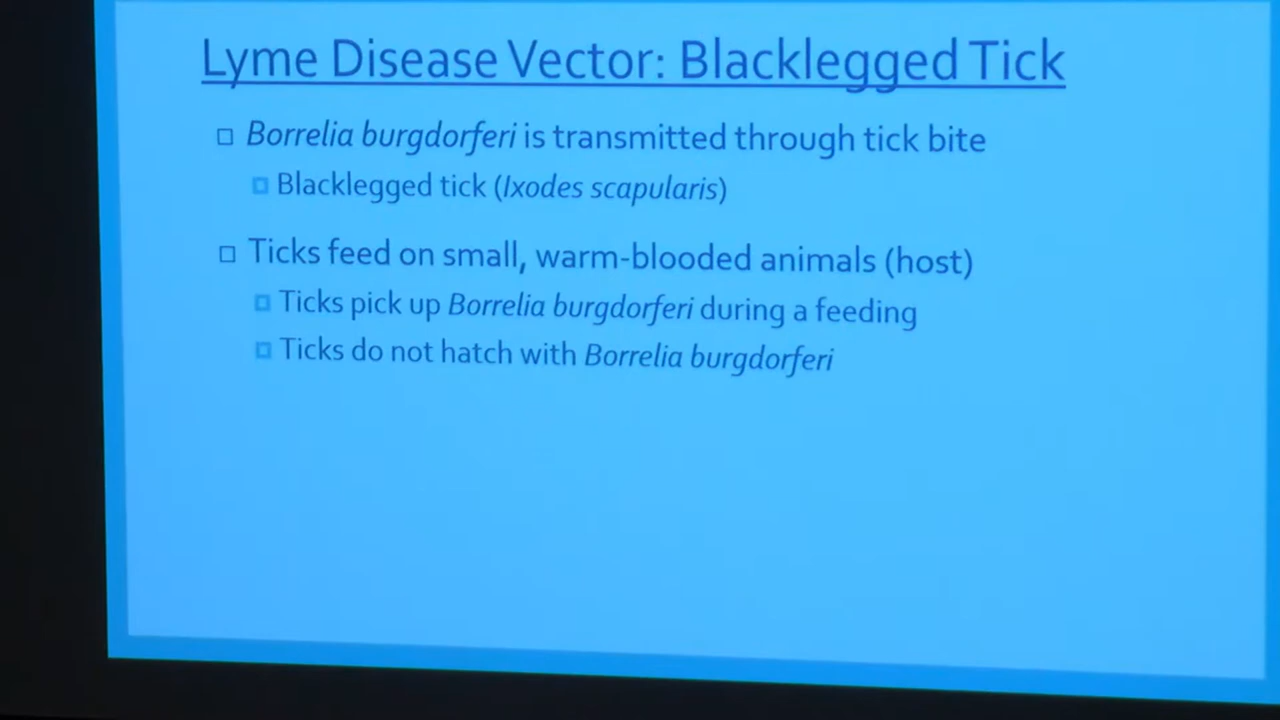 Lyme Disease Vector: Blacklegged Tick
Borrelia burgdorferi is transmitted through tick bite
Blacklegged tick (Ixodes scapularis)
Ticks feed on small, warm-blooded animals (host)
Ticks pick up Borrelia burgdorferi during a feeding
Ticks do not hatch with Borrelia burgdorferi